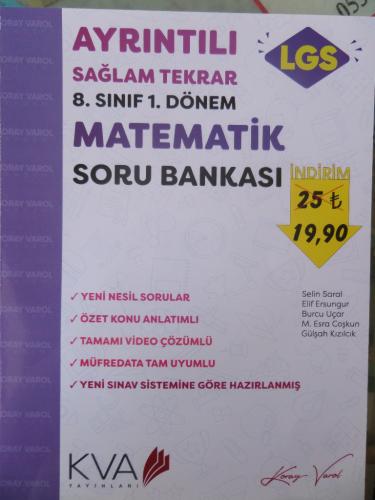 AYRINTILI
SAĞLAM TEKRAR
8. SINIF 1. DÖNEM
MATEMATİK
SORU BANKASI
LGS
İNDİRİM
25 ₺
19,90
Selin Saral
Elif Ersungur
Burcu Uçar
M. Esra Coşkun
Gülşah Kızılcık
✓ YENİ NESİL SORULAR
✓ ÖZET KONU ANLATIMLI
✓ TAMAMI VİDEO ÇÖZÜMLÜ
✓ MÜFREDATA TAM UYUMLU
✓ YENİ SINAV SİSTEMİNE GÖRE HAZIRLANMIŞ
KVA
YAYINLARI
Koray Varol
KORAY VAROL